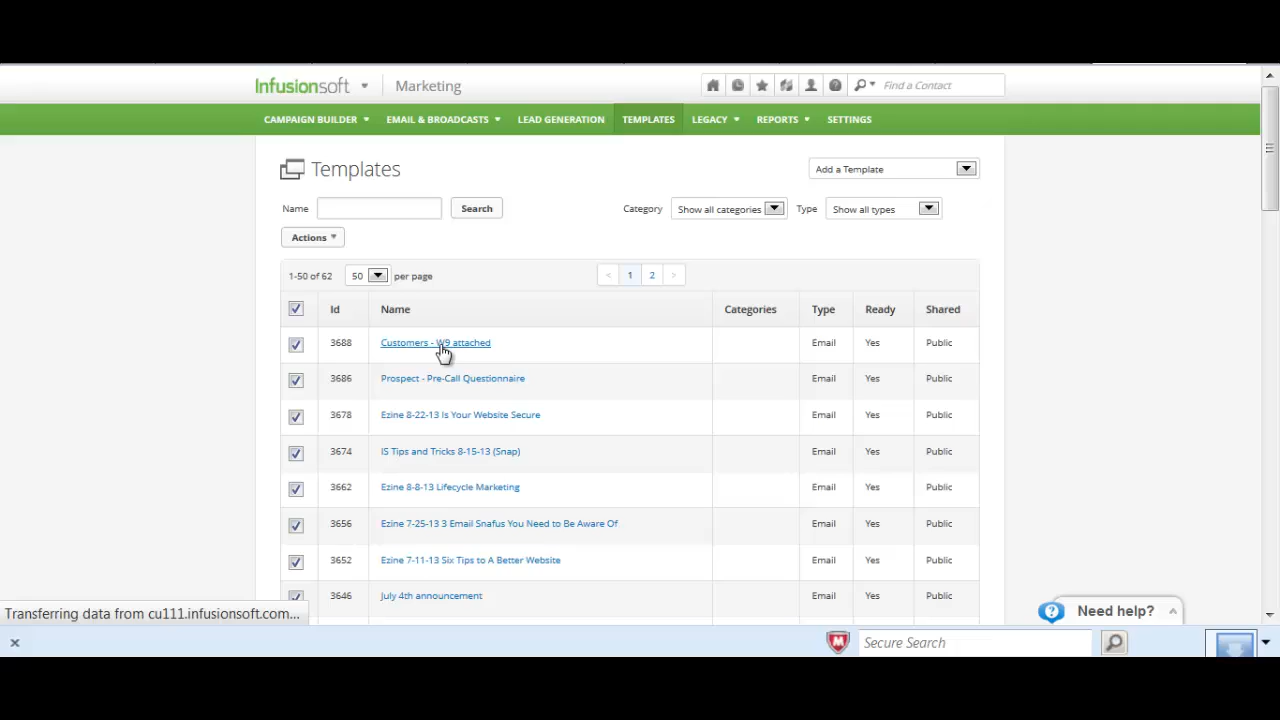 Infusionsoft Marketing Find a Contact
CAMPAIGN BUILDER EMAIL & BROADCASTS LEAD GENERATION TEMPLATES LEGACY REPORTS SETTINGS
Templates Add a Template
Name Search Category Show all categories Type Show all types
Actions
1-50 of 62 50 per page < 1 2 >
Id Name Categories Type Ready Shared
3688 Customers - W9 attached Email Yes Public
3686 Prospect - Pre-Call Questionnaire Email Yes Public
3678 Ezine 8-22-13 Is Your Website Secure Email Yes Public
3674 IS Tips and Tricks 8-15-13 (Snap) Email Yes Public
3662 Ezine 8-8-13 Lifecycle Marketing Email Yes Public
3656 Ezine 7-25-13 3 Email Snafus You Need to Be Aware Of Email Yes Public
3652 Ezine 7-11-13 Six Tips to A Better Website Email Yes Public
3646 July 4th announcement Email Yes Public
Transferring data from cu111.infusionsoft.com... Need help?
Secure Search